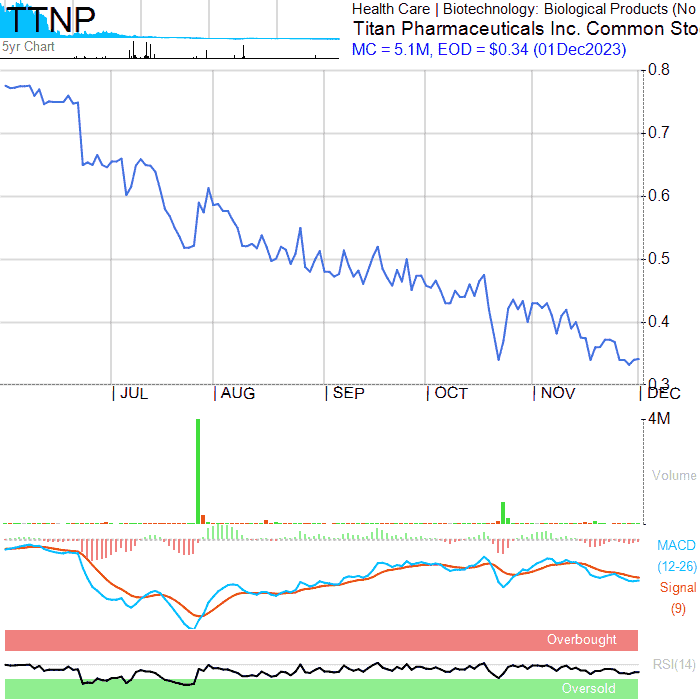 TTNP
5yr Chart
Health Care | Biotechnology: Biological Products (No
Titan Pharmaceuticals Inc. Common Sto
MC = 5.1M, EOD = $0.34 (01Dec2023)
0.8
0.7
0.6
0.5
0.4
0.3
JUL AUG SEP OCT NOV DEC
4M
Volume
MACD
(12-26)
Signal
(9)
Overbought
RSI(14)
Oversold